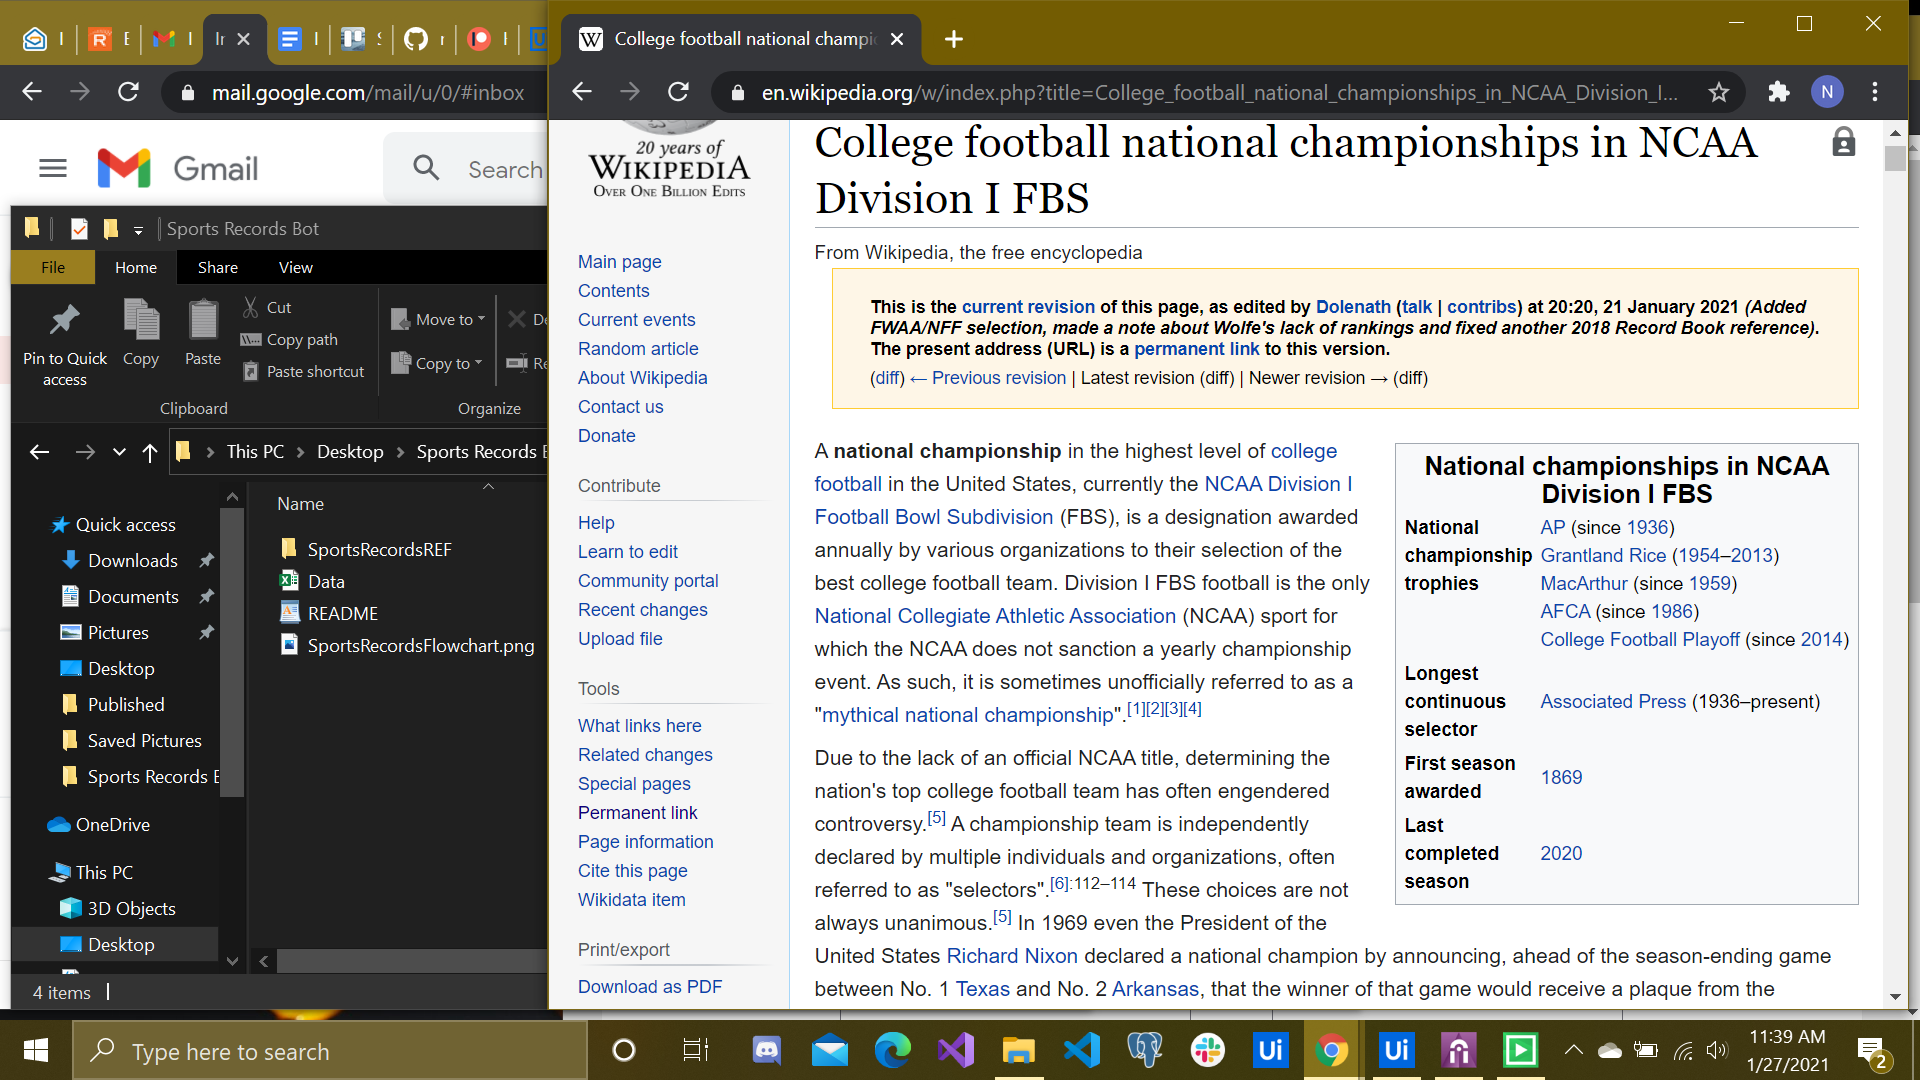 Ir
College football national champi
mail.google.com/mail/u/0/#inbox
en.wikipedia.org/w/index.php?title=College_football_national_championships_in_NCAA_Division_I...
N
Gmail
Search
Sports Records Bot
File
Home
Share
View
Pin to Quick
access
Copy
Paste
Cut
Copy path
Paste shortcut
Clipboard
Move to
Copy to
De
Re
Organize
This PC
Desktop
Sports Records B
Name
Quick access
Downloads
Documents
Pictures
Desktop
Published
Saved Pictures
Sports Records B
OneDrive
This PC
3D Objects
Desktop
SportsRecordsREF
Data
README
SportsRecordsFlowchart.png
4 items
20 years of
WIKIPEDIA
OVER ONE BILLION EDITS
Main page
Contents
Current events
Random article
About Wikipedia
Contact us
Donate
Contribute
Help
Learn to edit
Community portal
Recent changes
Upload file
Tools
What links here
Related changes
Special pages
Permanent link
Page information
Cite this page
Wikidata item
Print/export
Download as PDF
College football national championships in NCAA
Division I FBS
From Wikipedia, the free encyclopedia
This is the current revision of this page, as edited by Dolenath (talk | contribs) at 20:20, 21 January 2021 (Added
FWAA/NFF selection, made a note about Wolfe's lack of rankings and fixed another 2018 Record Book reference).
The present address (URL) is a permanent link to this version.
(diff) ← Previous revision | Latest revision (diff) | Newer revision → (diff)
A national championship in the highest level of college
football in the United States, currently the NCAA Division I
Football Bowl Subdivision (FBS), is a designation awarded
annually by various organizations to their selection of the
best college football team. Division I FBS football is the only
National Collegiate Athletic Association (NCAA) sport for
which the NCAA does not sanction a yearly championship
event. As such, it is sometimes unofficially referred to as a
"mythical national championship".[1][2][3][4]
Due to the lack of an official NCAA title, determining the
nation's top college football team has often engendered
controversy.[5] A championship team is independently
declared by multiple individuals and organizations, often
referred to as "selectors".[6]:112–114 These choices are not
always unanimous.[5] In 1969 even the President of the
United States Richard Nixon declared a national champion by announcing, ahead of the season-ending game
between No. 1 Texas and No. 2 Arkansas, that the winner of that game would receive a plaque from the
National championships in NCAA
Division I FBS
National
championship
trophies
AP (since 1936)
Grantland Rice (1954–2013)
MacArthur (since 1959)
AFCA (since 1986)
College Football Playoff (since 2014)
Longest
continuous
selector
Associated Press (1936–present)
First season
awarded
1869
Last
completed
season
2020
Type here to search
Ui
Ui
11:39 AM
1/27/2021
2